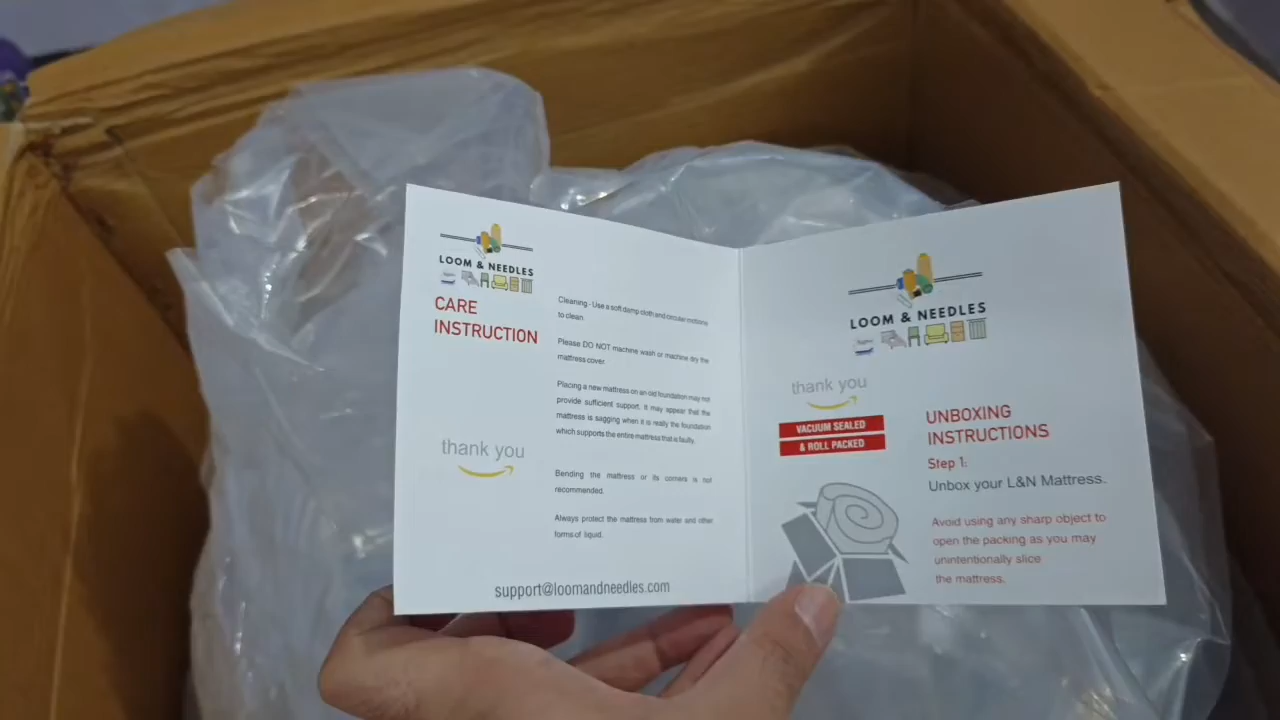 LOOM & NEEDLES
CARE
INSTRUCTION
thank you
Cleaning - Use a soft damp cloth and circular motions
to clean
Please DO NOT machine wash or machine dry the
mattress cover.
Placing a new mattress on an old foundation may not
provide sufficient support. It may appear that the
mattress is sagging when it is really the foundation
which supports the entire mattress that is faulty.
Bending the mattress or its corners is not
recommended.
Always protect the mattress from water and other
forms of liquid.
support@loomandneedles.com
LOOM & NEEDLES
thank you
VACUUM SEALED
& ROLL PACKED
UNBOXING
INSTRUCTIONS
Step 1:
Unbox your L&N Mattress.
Avoid using any sharp object to
open the packing as you may
unintentionally slice
the mattress.